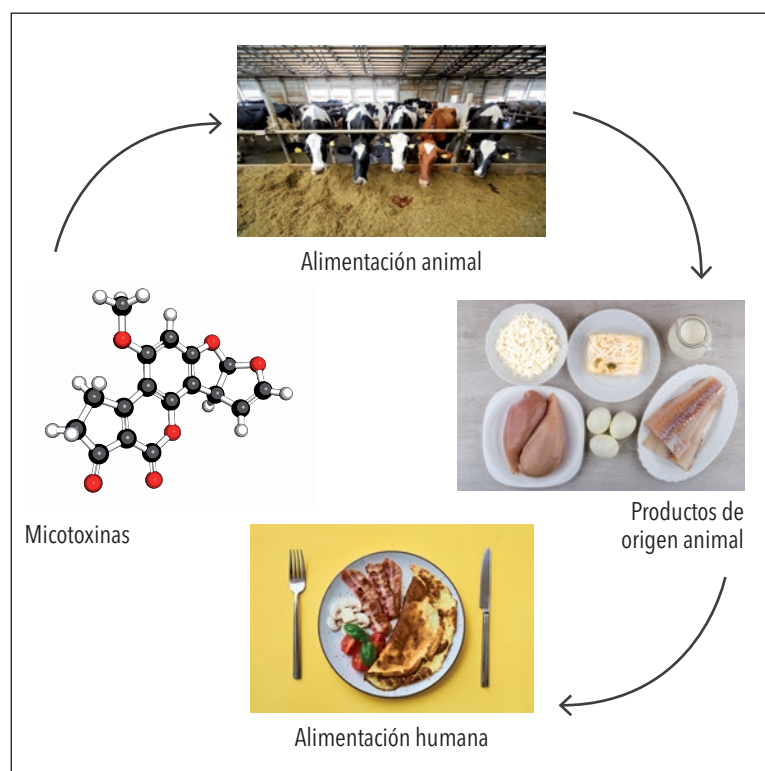 Alimentación animal
Micotoxinas
Productos de
origen animal
Alimentación humana